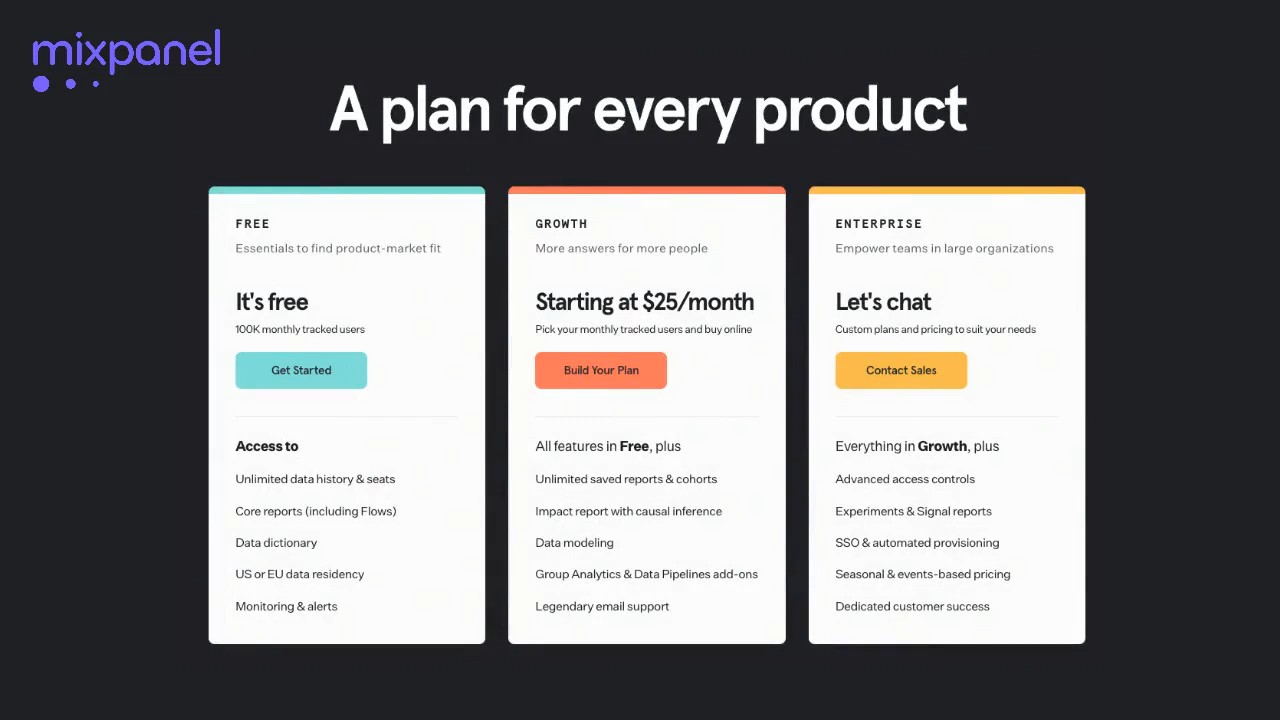 mixpanel
A plan for every product
FREE
Essentials to find product-market fit
It's free
100K monthly tracked users
Get Started
Access to
Unlimited data history & seats
Core reports (including Flows)
Data dictionary
US or EU data residency
Monitoring & alerts
GROWTH
More answers for more people
Starting at $25/month
Pick your monthly tracked users and buy online
Build Your Plan
All features in Free, plus
Unlimited saved reports & cohorts
Impact report with causal inference
Data modeling
Group Analytics & Data Pipelines add-ons
Legendary email support
ENTERPRISE
Empower teams in large organizations
Let's chat
Custom plans and pricing to suit your needs
Contact Sales
Everything in Growth, plus
Advanced access controls
Experiments & Signal reports
SSO & automated provisioning
Seasonal & events-based pricing
Dedicated customer success